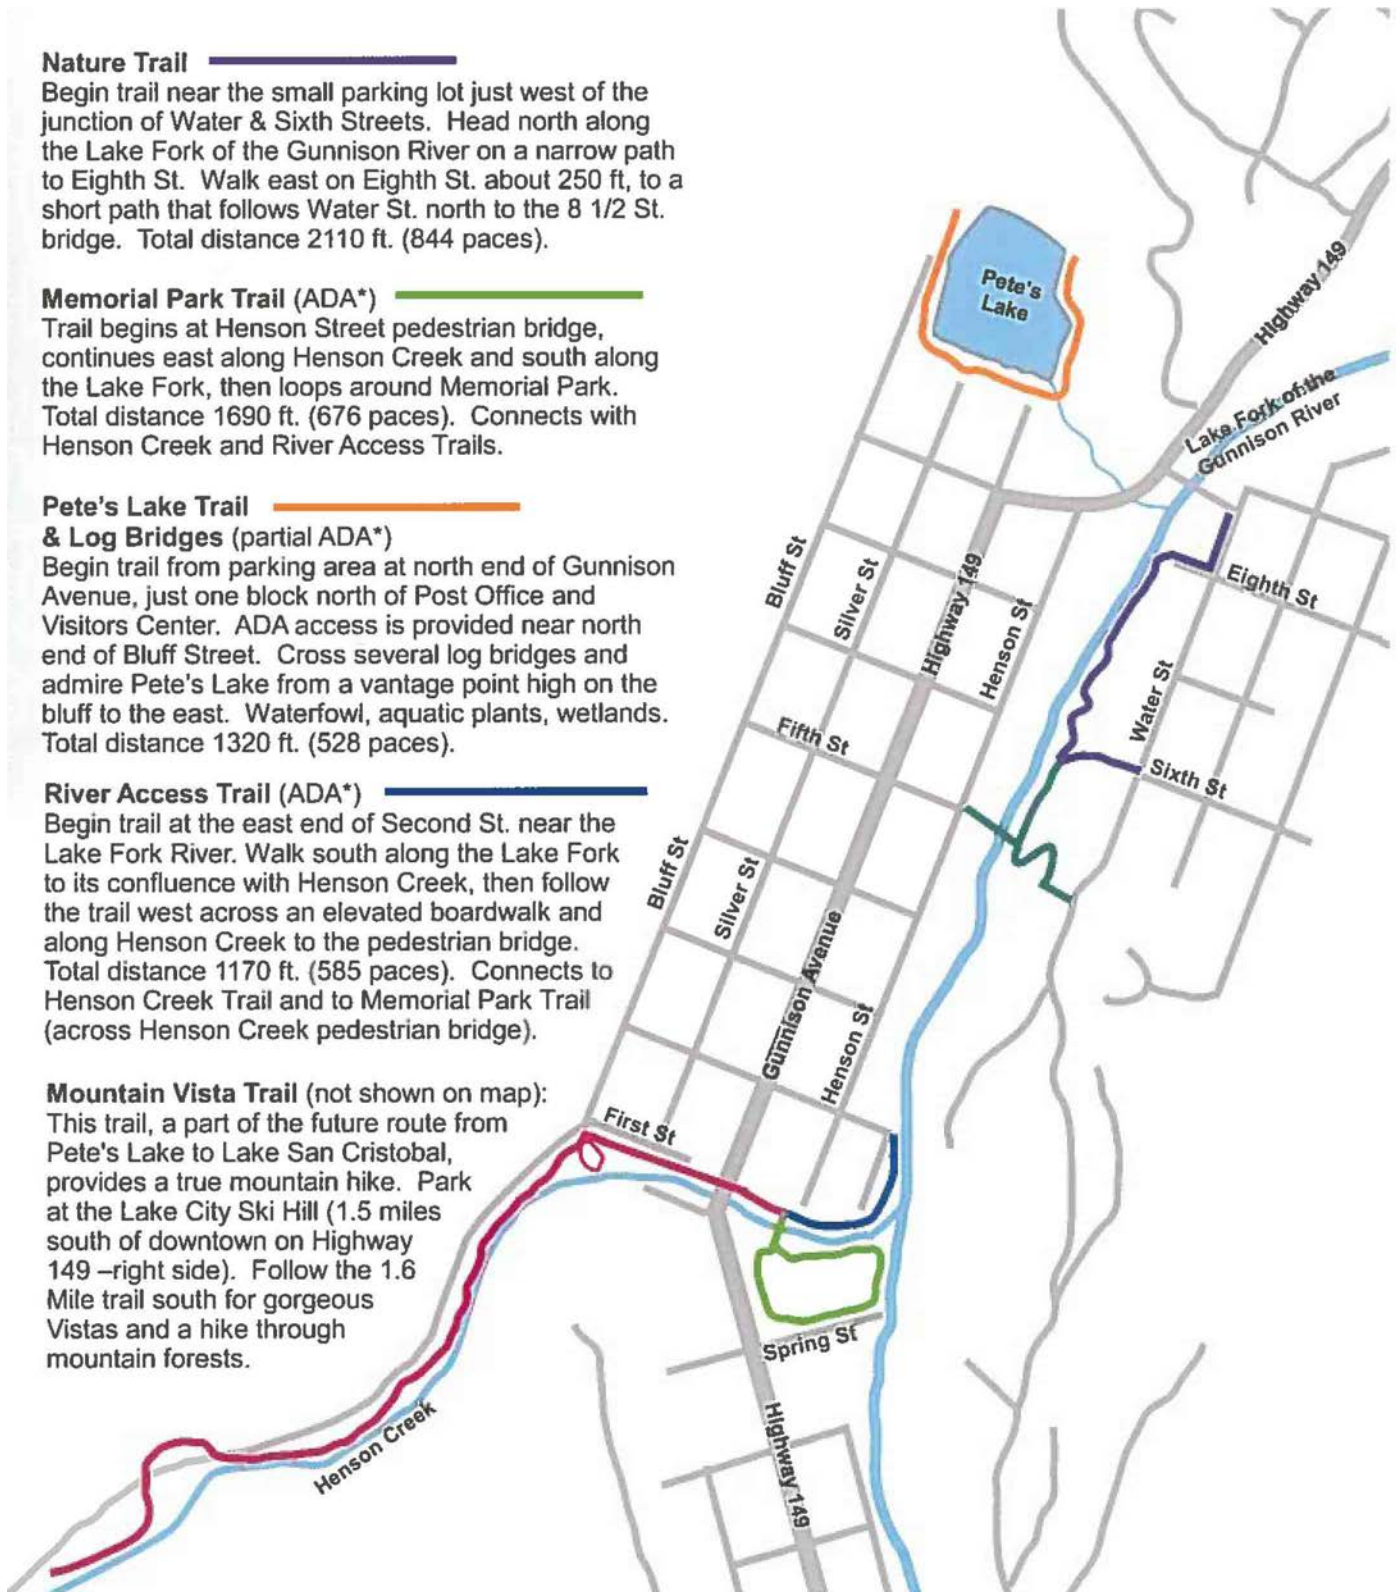 Nature Trail
Begin trail near the small parking lot just west of the
junction of Water & Sixth Streets. Head north along
the Lake Fork of the Gunnison River on a narrow path
to Eighth St. Walk east on Eighth St. about 250 ft, to a
short path that follows Water St. north to the 8 1/2 St.
bridge. Total distance 2110 ft. (844 paces).
Memorial Park Trail (ADA*)
Trail begins at Henson Street pedestrian bridge,
continues east along Henson Creek and south along
the Lake Fork, then loops around Memorial Park.
Total distance 1690 ft. (676 paces). Connects with
Henson Creek and River Access Trails.
Pete's Lake Trail
& Log Bridges (partial ADA*)
Begin trail from parking area at north end of Gunnison
Avenue, just one block north of Post Office and
Visitors Center. ADA access is provided near north
end of Bluff Street. Cross several log bridges and
admire Pete's Lake from a vantage point high on the
bluff to the east. Waterfowl, aquatic plants, wetlands.
Total distance 1320 ft. (528 paces).
River Access Trail (ADA*)
Begin trail at the east end of Second St. near the
Lake Fork River. Walk south along the Lake Fork
to its confluence with Henson Creek, then follow
the trail west across an elevated boardwalk and
along Henson Creek to the pedestrian bridge.
Total distance 1170 ft. (585 paces). Connects to
Henson Creek Trail and to Memorial Park Trail
(across Henson Creek pedestrian bridge).
Mountain Vista Trail (not shown on map):
This trail, a part of the future route from
Pete's Lake to Lake San Cristobal,
provides a true mountain hike. Park
at the Lake City Ski Hill (1.5 miles
south of downtown on Highway
149 –right side). Follow the 1.6
Mile trail south for gorgeous
Vistas and a hike through
mountain forests.
Pete's
Lake
Highway 149
Lake Fork of the
Gunnison River
Bluff St
Silver St
Highway 149
Henson St
Eighth St
Water St
Fifth St
Sixth St
Bluff St
Silver St
Gunnison Avenue
Henson St
First St
Spring St
Henson Creek
Highway 149